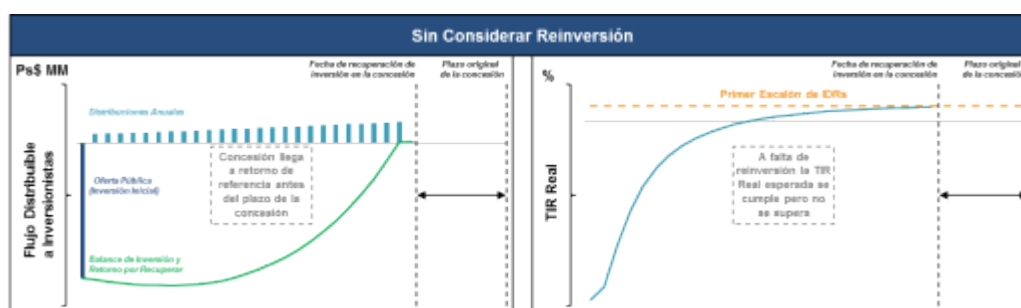 Sin Considerar Reinversión
Ps$ MM
Fecha de recuperación de
inversión en la concesión
Plazo original
de la concesión
Distribuciones Anuales
Concesión llega
a retorno de
referencia antes
del plazo de la
concesión
Oferta Pública
(Inversión Inicial)
Flujo Distribuible
a Inversionistas
Balance de Inversión y
Retorno por Recuperar
%
Fecha de recuperación de
inversión en la concesión
Plazo original
de la concesión
Primer Escalón de IDRs
A falta de
reinversión la TIR
Real esperada se
cumple pero no
se supera
TIR Real